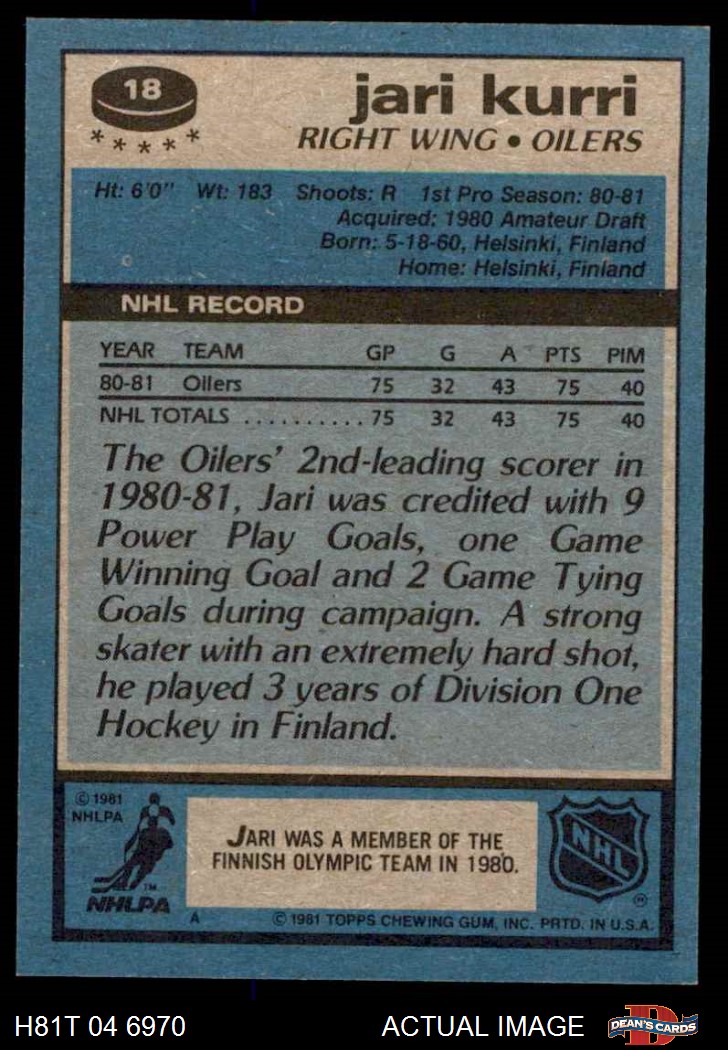 18
jari kurri
RIGHT WING • OILERS
Ht: 6'0" Wt: 183 Shoots: R 1st Pro Season: 80-81
Acquired: 1980 Amateur Draft
Born: 5-18-60, Helsinki, Finland
Home: Helsinki, Finland
NHL RECORD
YEAR TEAM GP G A PTS PIM
80-81 Oilers 75 32 43 75 40
NHL TOTALS .......... 75 32 43 75 40
The Oilers' 2nd-leading scorer in
1980-81, Jari was credited with 9
Power Play Goals, one Game
Winning Goal and 2 Game Tying
Goals during campaign. A strong
skater with an extremely hard shot,
he played 3 years of Division One
Hockey in Finland.
© 1981
NHLPA
TM
NHLPA
JARI WAS A MEMBER OF THE
FINNISH OLYMPIC TEAM IN 1980.
NHL
®
A © 1981 TOPPS CHEWING GUM, INC. PRTD. IN U.S.A.
H81T 04 6970 ACTUAL IMAGE
D
DEAN'S CARDS